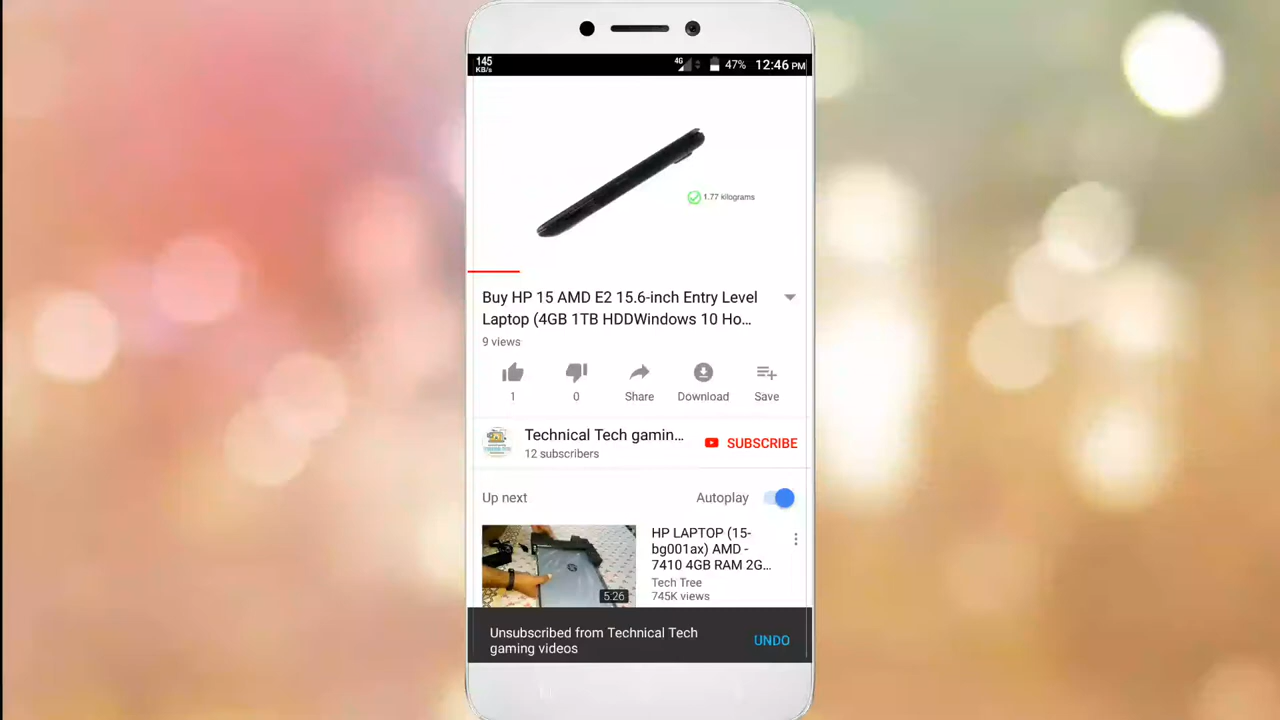 145
KB/s
4G
47%
12:46 PM
1.77 kilograms
Buy HP 15 AMD E2 15.6-inch Entry Level
Laptop (4GB 1TB HDDWindows 10 Ho...
9 views
1
0
Share
Download
Save
Technical Tech gamin...
SUBSCRIBE
12 subscribers
Up next
Autoplay
HP LAPTOP (15-
bg001ax) AMD -
7410 4GB RAM 2G...
Tech Tree
745K views
5:26
Unsubscribed from Technical Tech
gaming videos
UNDO